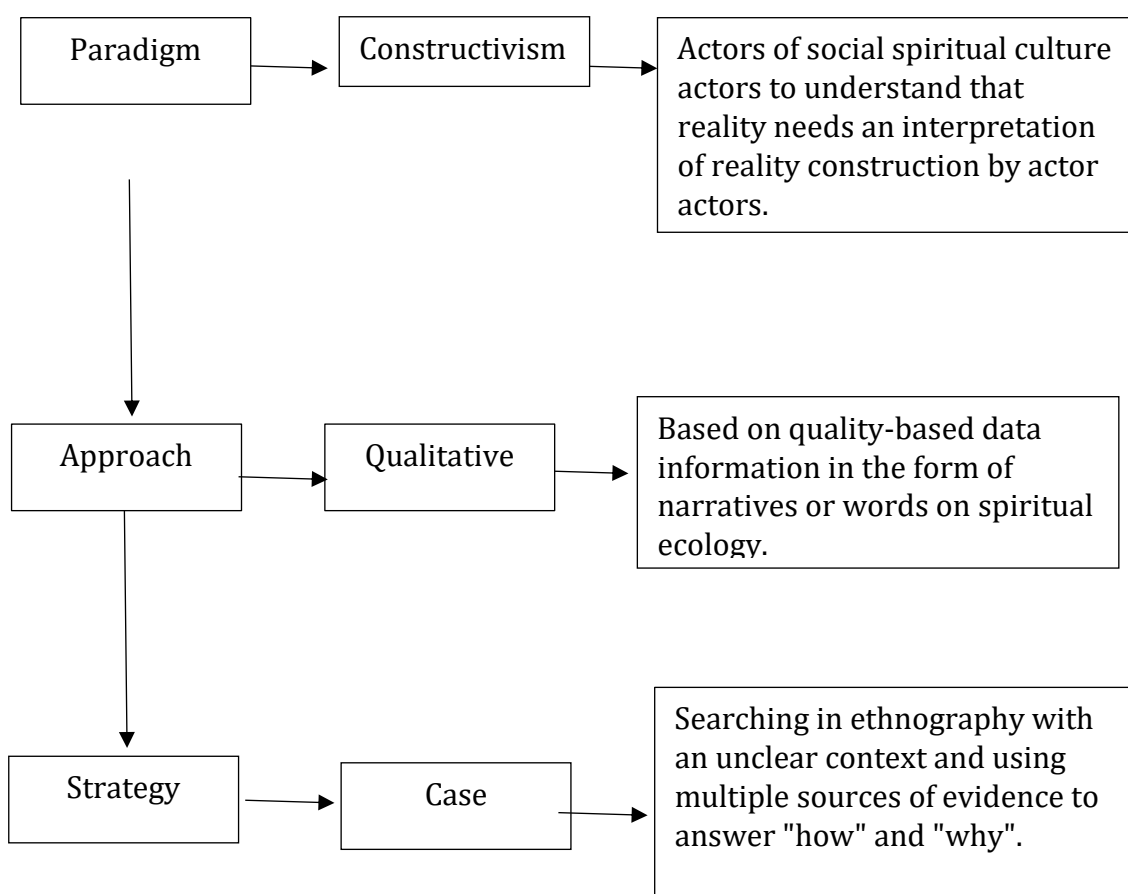 Paradigm
Constructivism
Actors of social spiritual culture
actors to understand that
reality needs an interpretation
of reality construction by actor
actors.
Approach
Qualitative
Based on quality-based data
information in the form of
narratives or words on spiritual
ecology.
Strategy
Case
Searching in ethnography with
an unclear context and using
multiple sources of evidence to
answer "how" and "why".